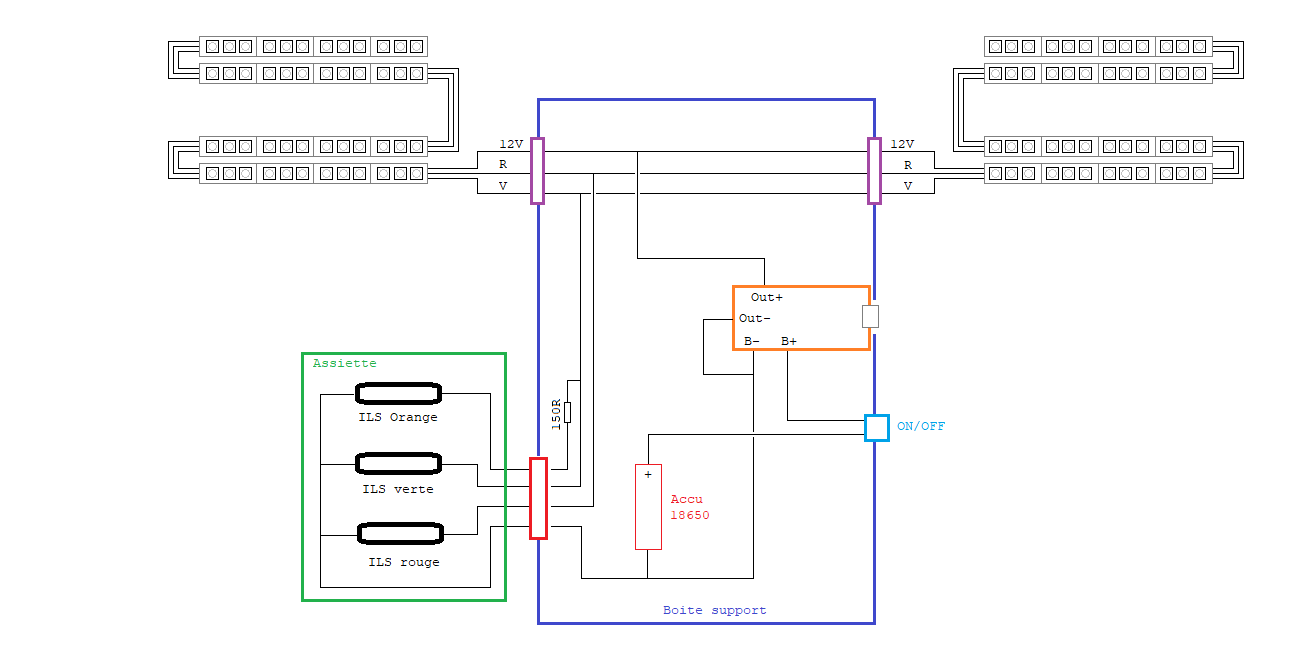 12V
R
V
12V
R
V
Out+
Out-
B- B+
ON/OFF
Assiette
ILS Orange
ILS verte
ILS rouge
150R
+
Accu
18650
Boite support